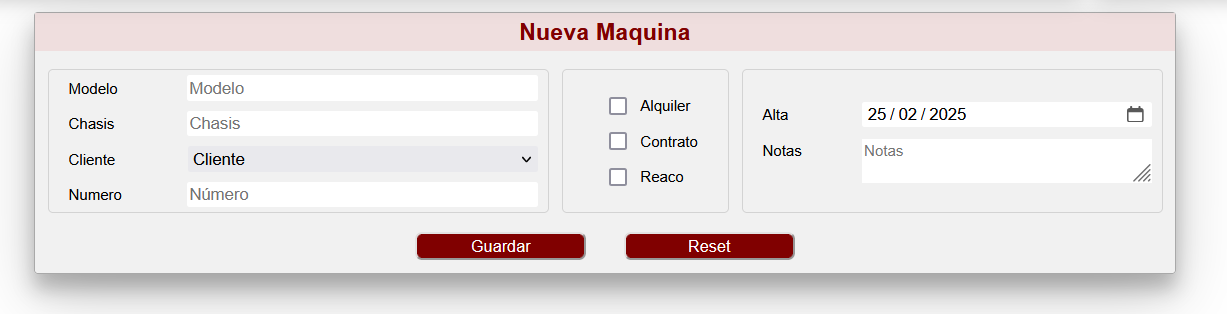 Nueva Maquina
Modelo Modelo
Chasis Chasis
Cliente Cliente
Numero Número
Alquiler
Contrato
Reaco
Alta 25 / 02 / 2025
Notas Notas
Guardar Reset